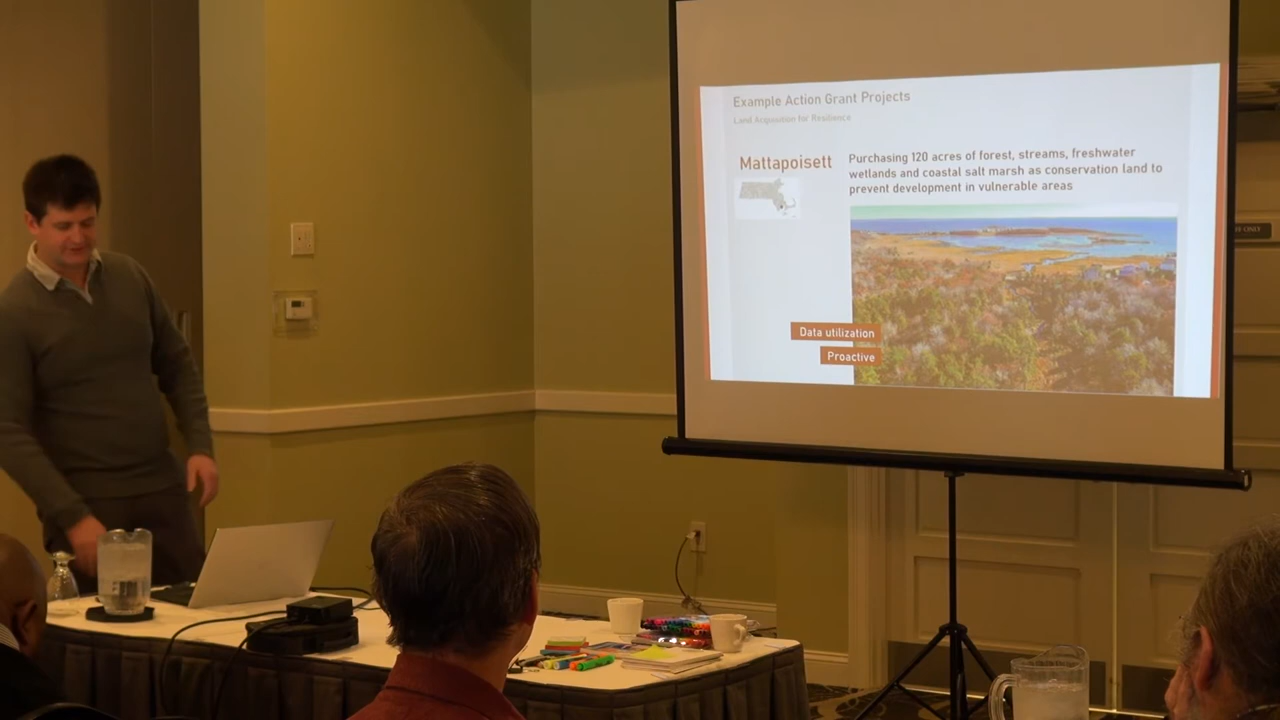 Example Action Grant Projects
Land Acquisition for Resilience
Mattapoisett
Purchasing 120 acres of forest, streams, freshwater
wetlands and coastal salt marsh as conservation land to
prevent development in vulnerable areas
Data utilization
Proactive
ONLY